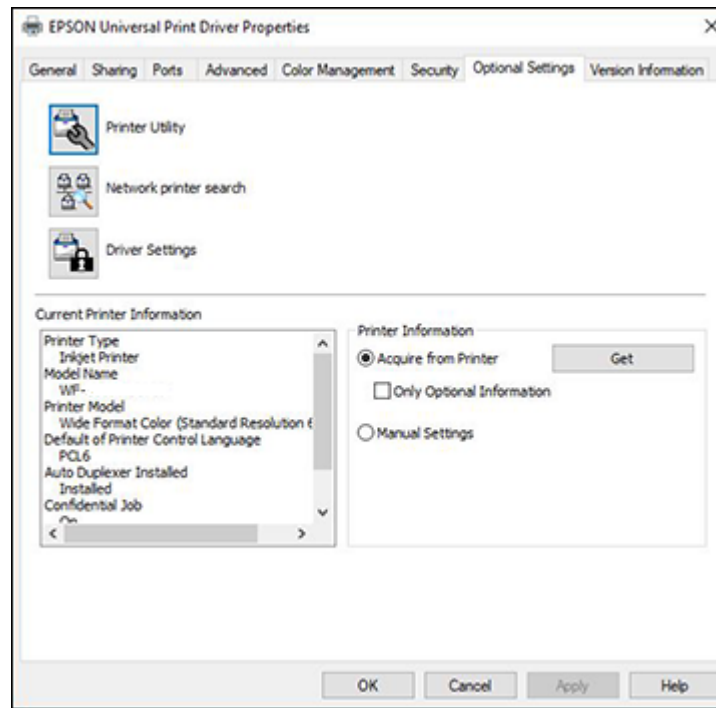 EPSON Universal Print Driver Properties
General Sharing Ports Advanced Color Management Security Optional Settings Version Information
Printer Utility
Network printer search
Driver Settings
Current Printer Information
Printer Type
Inkjet Printer
Model Name
WF-
Printer Model
Wide Format Color (Standard Resolution 6
Default of Printer Control Language
PCL6
Auto Duplexer Installed
Installed
Confidential Job
On
Printer Information
Acquire from Printer Get
Only Optional Information
Manual Settings
OK Cancel Apply Help